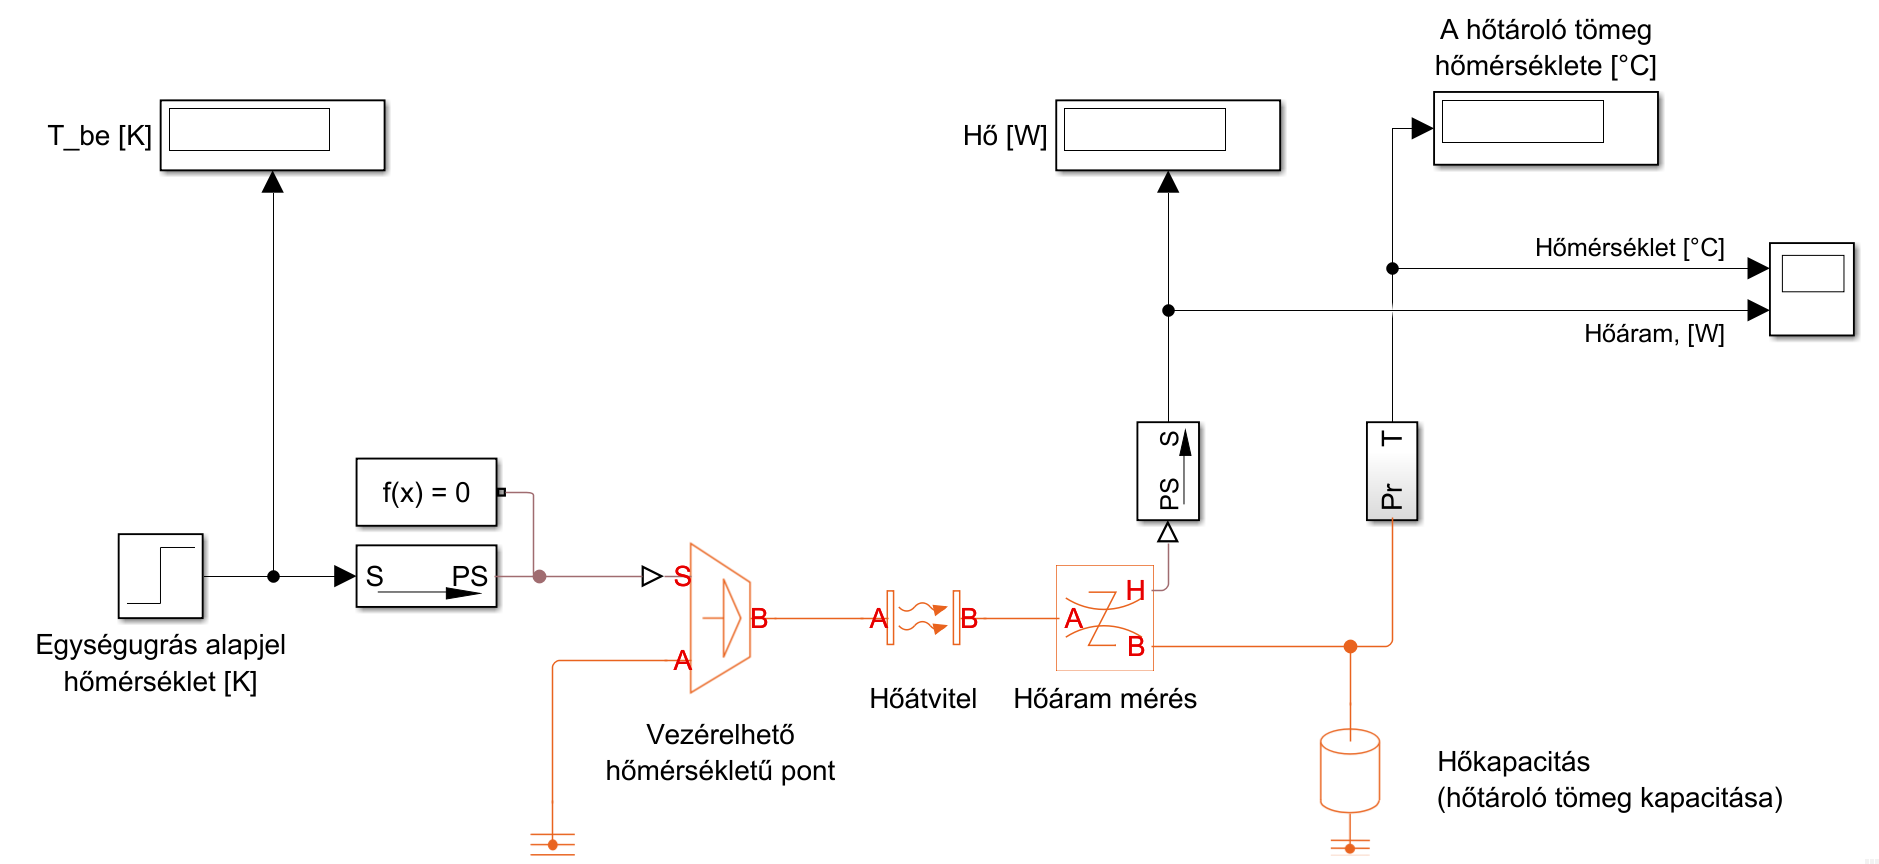 A hőtároló tömeg
hőmérséklete [°C]
T_be [K]
Hő [W]
Hőmérséklet [°C]
Hőáram, [W]
S
PS
T
Pr
f(x) = 0
S PS
S
A
B
A
B
A
H
B
Egységugrás alapjel
hőmérséklet [K]
Hőátvitel
Hőáram mérés
Vezérelhető
hőmérsékletű pont
Hőkapacitás
(hőtároló tömeg kapacitása)